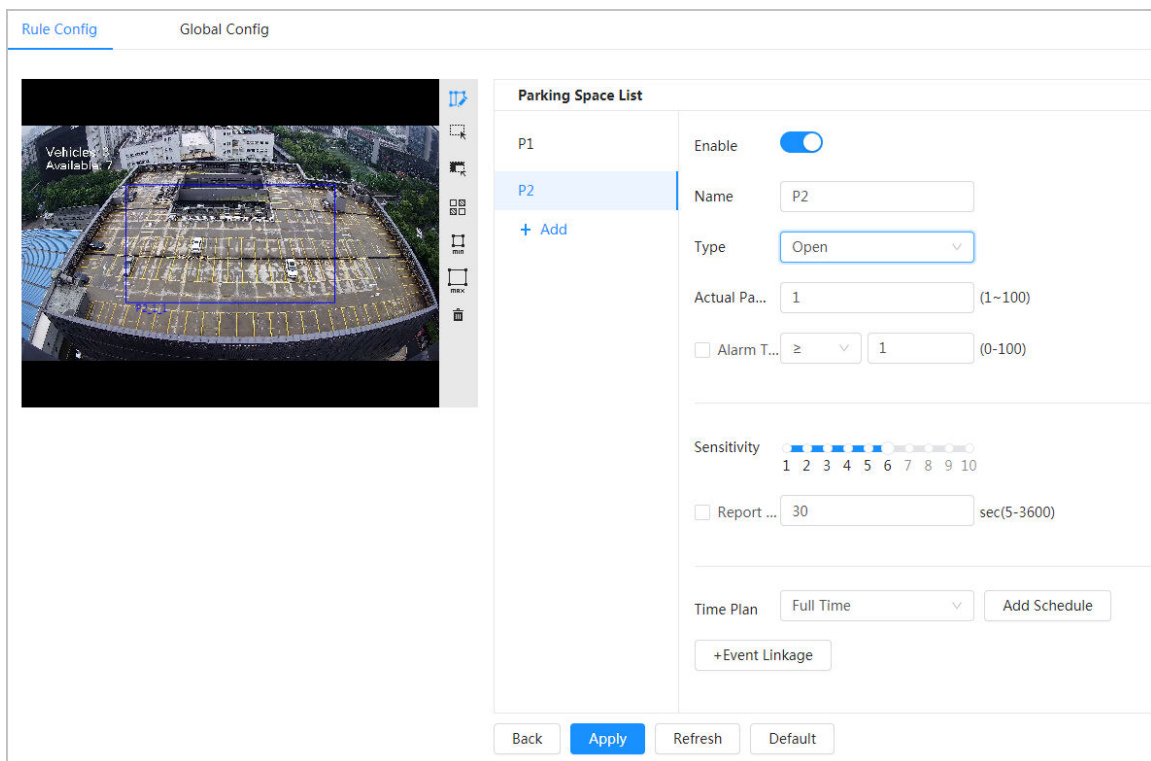 Rule Config Global Config
Vehicles: 3
Available: 7
min
max
Parking Space List
P1
P2
+ Add
Enable
Name P2
Type Open
Actual Pa... 1 (1~100)
Alarm T... ≥ 1 (0-100)
Sensitivity
1 2 3 4 5 6 7 8 9 10
Report ... 30 sec(5-3600)
Time Plan Full Time Add Schedule
+Event Linkage
Back Apply Refresh Default